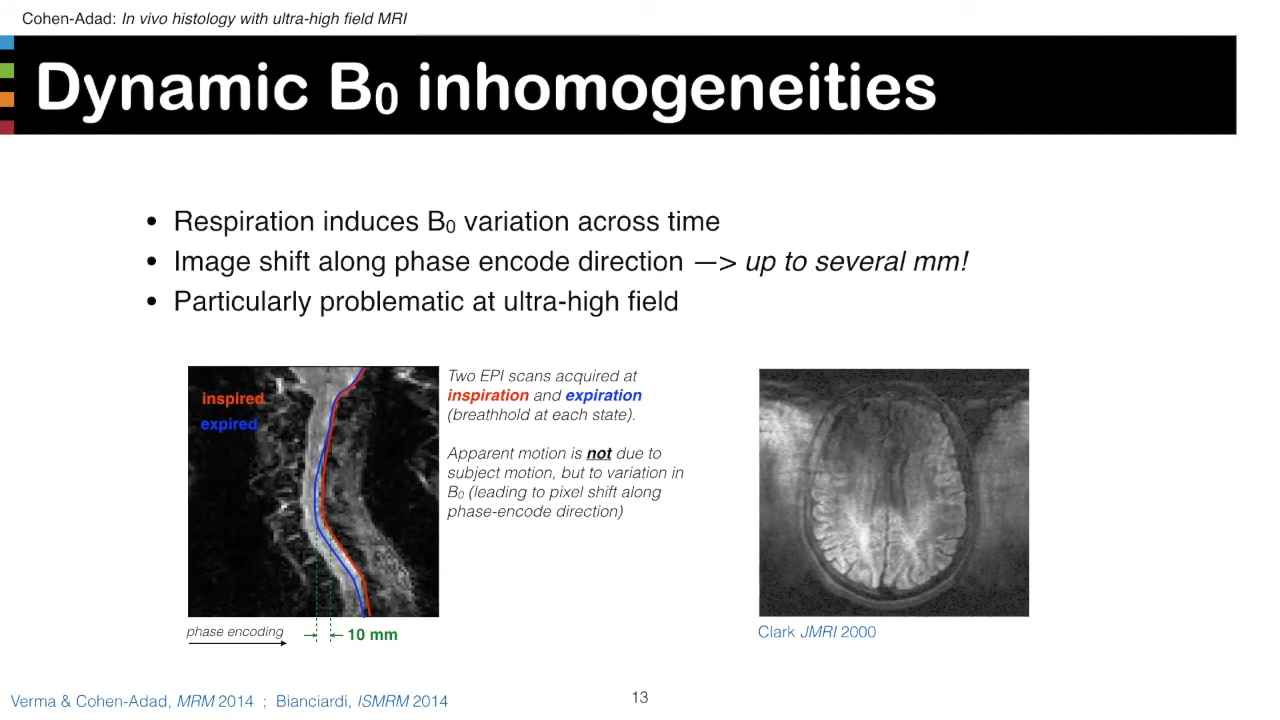 Cohen-Adad: In vivo histology with ultra-high field MRI
Dynamic B₀ inhomogeneities
• Respiration induces B₀ variation across time
• Image shift along phase encode direction —> up to several mm!
• Particularly problematic at ultra-high field
inspired
expired
Two EPI scans acquired at
inspiration and expiration
(breathhold at each state).
Apparent motion is not due to
subject motion, but to variation in
B₀ (leading to pixel shift along
phase-encode direction)
phase encoding
10 mm
Clark JMRI 2000
Verma & Cohen-Adad, MRM 2014 ; Bianciardi, ISMRM 2014
13